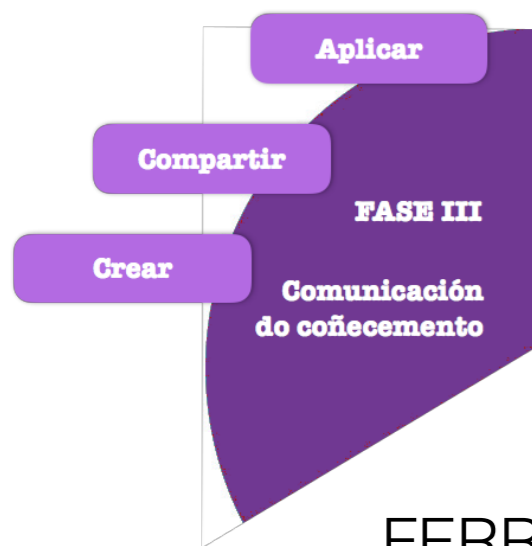 Aplicar
Compartir
FASE III
Crear
Comunicación
do coñecemento